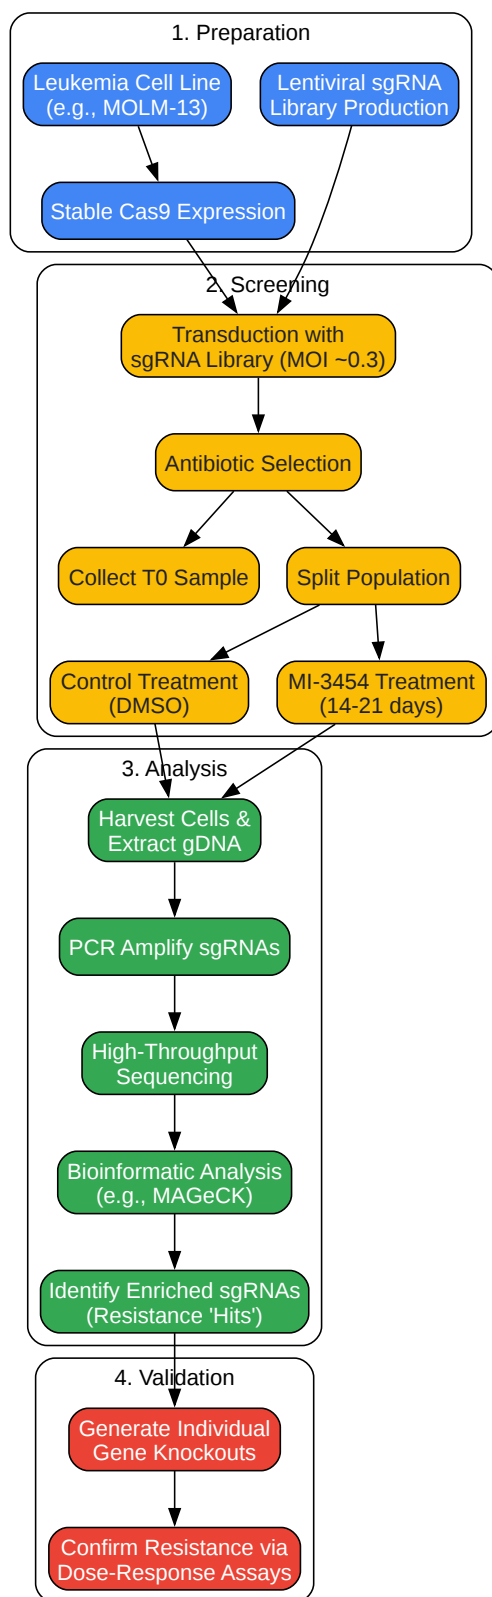 1. Preparation
Leukemia Cell Line
(e.g., MOLM-13)
Lentiviral sgRNA
Library Production
Stable Cas9 Expression
2. Screening
Transduction with
sgRNA Library (MOI ~0.3)
Antibiotic Selection
Collect T0 Sample
Split Population
Control Treatment
(DMSO)
MI-3454 Treatment
(14-21 days)
3. Analysis
Harvest Cells &
Extract gDNA
PCR Amplify sgRNAs
High-Throughput
Sequencing
Bioinformatic Analysis
(e.g., MAGeCK)
Identify Enriched sgRNAs
(Resistance 'Hits')
4. Validation
Generate Individual
Gene Knockouts
Confirm Resistance via
Dose-Response Assays